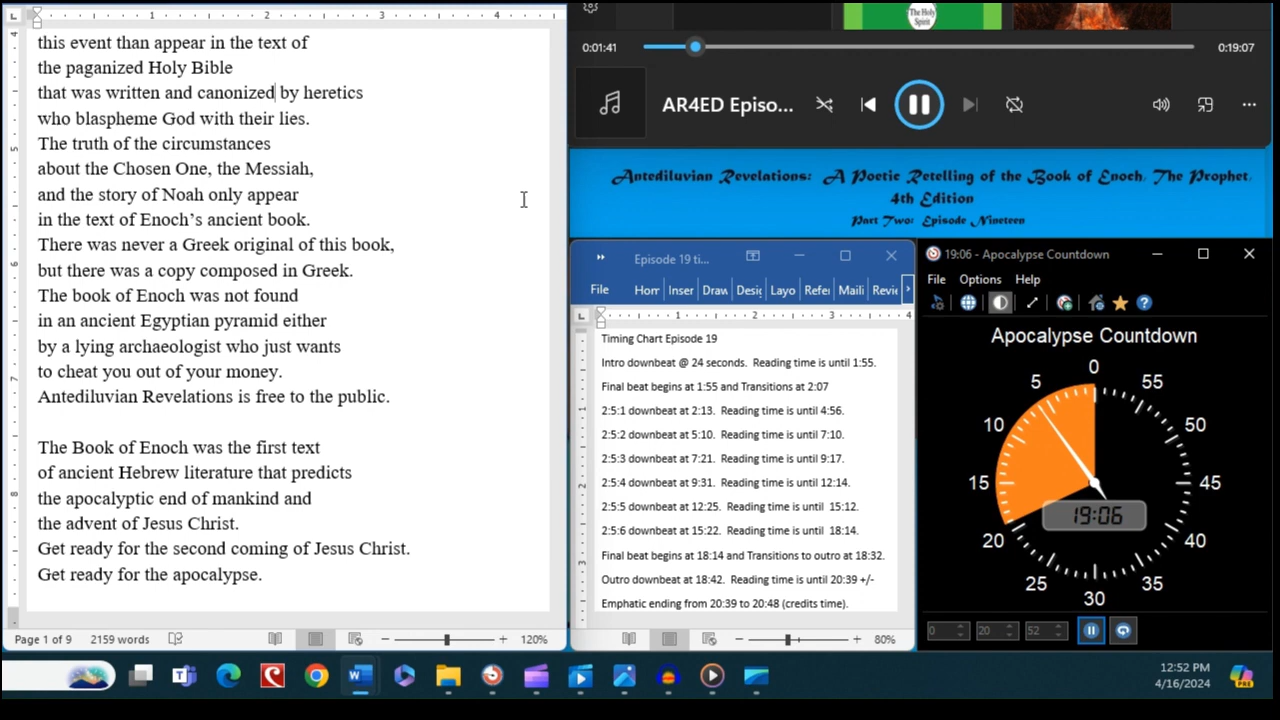 this event than appear in the text of
the paganized Holy Bible
that was written and canonized by heretics
who blaspheme God with their lies.
The truth of the circumstances
about the Chosen One, the Messiah,
and the story of Noah only appear
in the text of Enoch’s ancient book.
There was never a Greek original of this book,
but there was a copy composed in Greek.
The book of Enoch was not found
in an ancient Egyptian pyramid either
by a lying archaeologist who just wants
to cheat you out of your money.
Antediluvian Revelations is free to the public.
The Book of Enoch was the first text
of ancient Hebrew literature that predicts
the apocalyptic end of mankind and
the advent of Jesus Christ.
Get ready for the second coming of Jesus Christ.
Get ready for the apocalypse.
Page 1 of 9 2159 words 120%
The Holy
Spirit
0:01:41 0:19:07
AR4ED Episo...
Antediluvian Revelations: A Poetic Retelling of the Book of Enoch, The Prophet,
4th Edition
Part Two: Episode Nineteen
Episode 19 ti...
File Hom Inser Draw Desig Layo Refer Maili Revie
1 2 3 4
Timing Chart Episode 19
Intro downbeat @ 24 seconds. Reading time is until 1:55.
Final beat begins at 1:55 and Transitions at 2:07
2:5:1 downbeat at 2:13. Reading time is until 4:56.
2:5:2 downbeat at 5:10. Reading time is until 7:10.
2:5:3 downbeat at 7:21. Reading time is until 9:17.
2:5:4 downbeat at 9:31. Reading time is until 12:14.
2:5:5 downbeat at 12:25. Reading time is until 15:12.
2:5:6 downbeat at 15:22. Reading time is until 18:14.
Final beat begins at 18:14 and Transitions to outro at 18:32.
Outro downbeat at 18:42. Reading time is until 20:39 +/-
Emphatic ending from 20:39 to 20:48 (credits time).
80%
19:06 - Apocalypse Countdown
File Options Help
Apocalypse Countdown
0
5 55
10 50
15 45
19:06
20 40
25 35
30
0 20 52
12:52 PM
4/16/2024
PRE